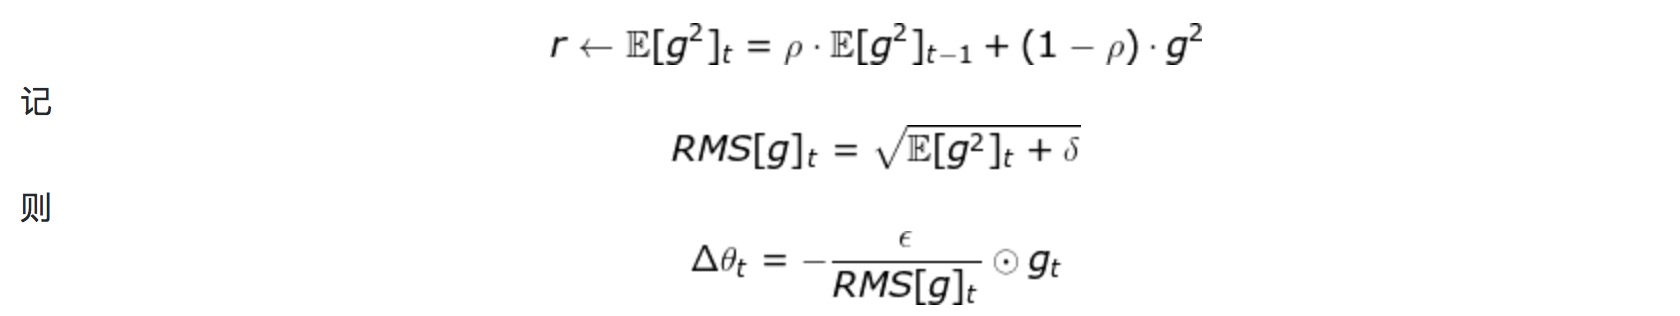 r ← 𝔼[g²]ₜ = ρ · 𝔼[g²]ₜ₋₁ + (1 − ρ) · g²
记
RMS[g]ₜ = √(𝔼[g²]ₜ + δ)
则
Δθₜ = − ϵ / RMS[g]ₜ ⊙ gₜ